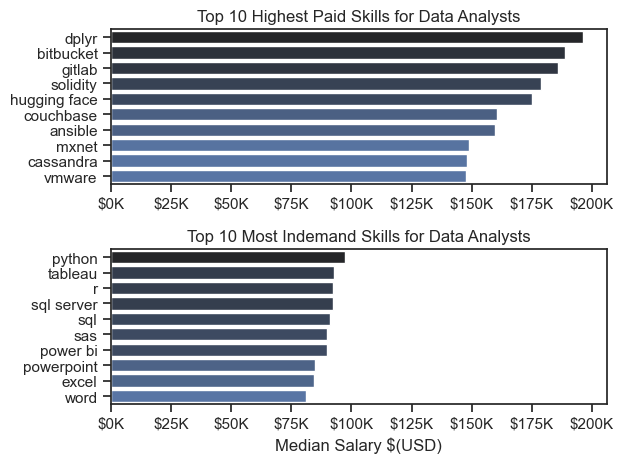 Top 10 Highest Paid Skills for Data Analysts
dplyr
bitbucket
gitlab
solidity
hugging face
couchbase
ansible
mxnet
cassandra
vmware
$0K $25K $50K $75K $100K $125K $150K $175K $200K
Top 10 Most Indemand Skills for Data Analysts
python
tableau
r
sql server
sql
sas
power bi
powerpoint
excel
word
$0K $25K $50K $75K $100K $125K $150K $175K $200K
Median Salary $(USD)